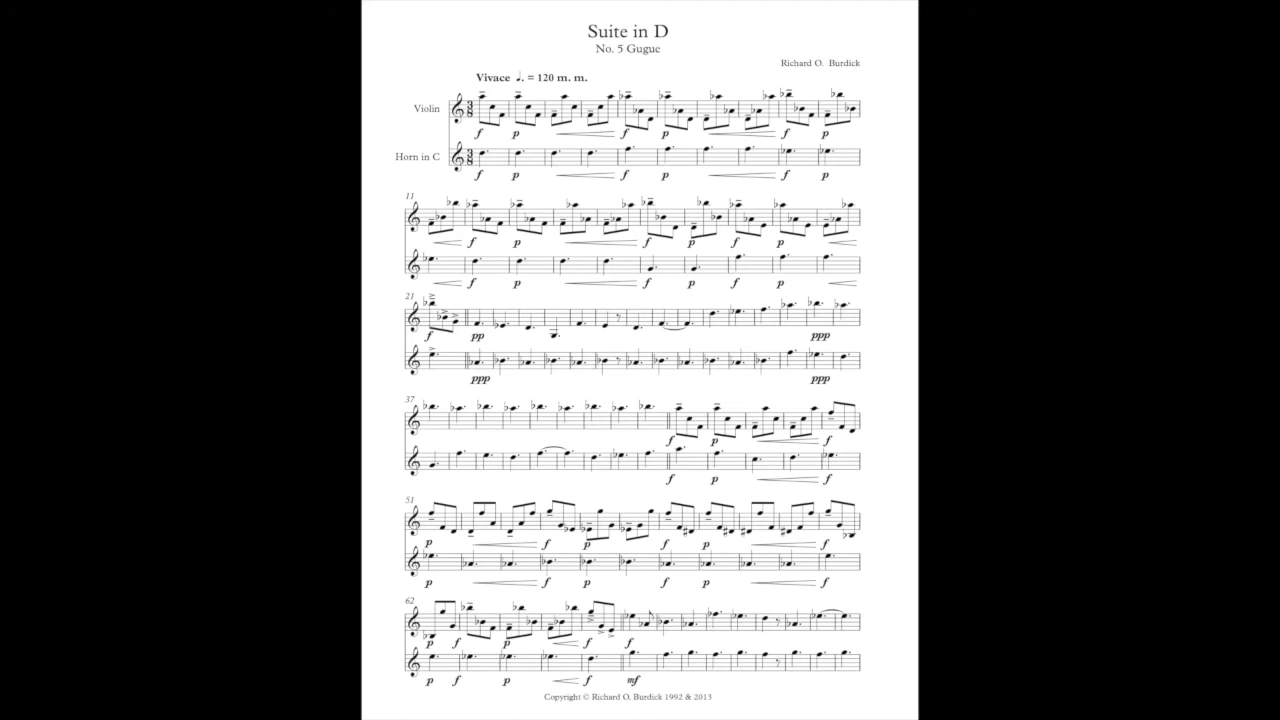 Suite in D
No. 5 Gugue
Richard O. Burdick
Vivace ♩. = 120 m. m.
Violin
f p f p f p
Horn in C
f p f p f p
11
f p f p f p
f p f p f p
21
f pp ppp
ppp ppp
37
f p f
f p f
51
p f p f p f
p f p f p f
62
p f p f f
p f p f mf
Copyright © Richard O. Burdick 1992 & 2013